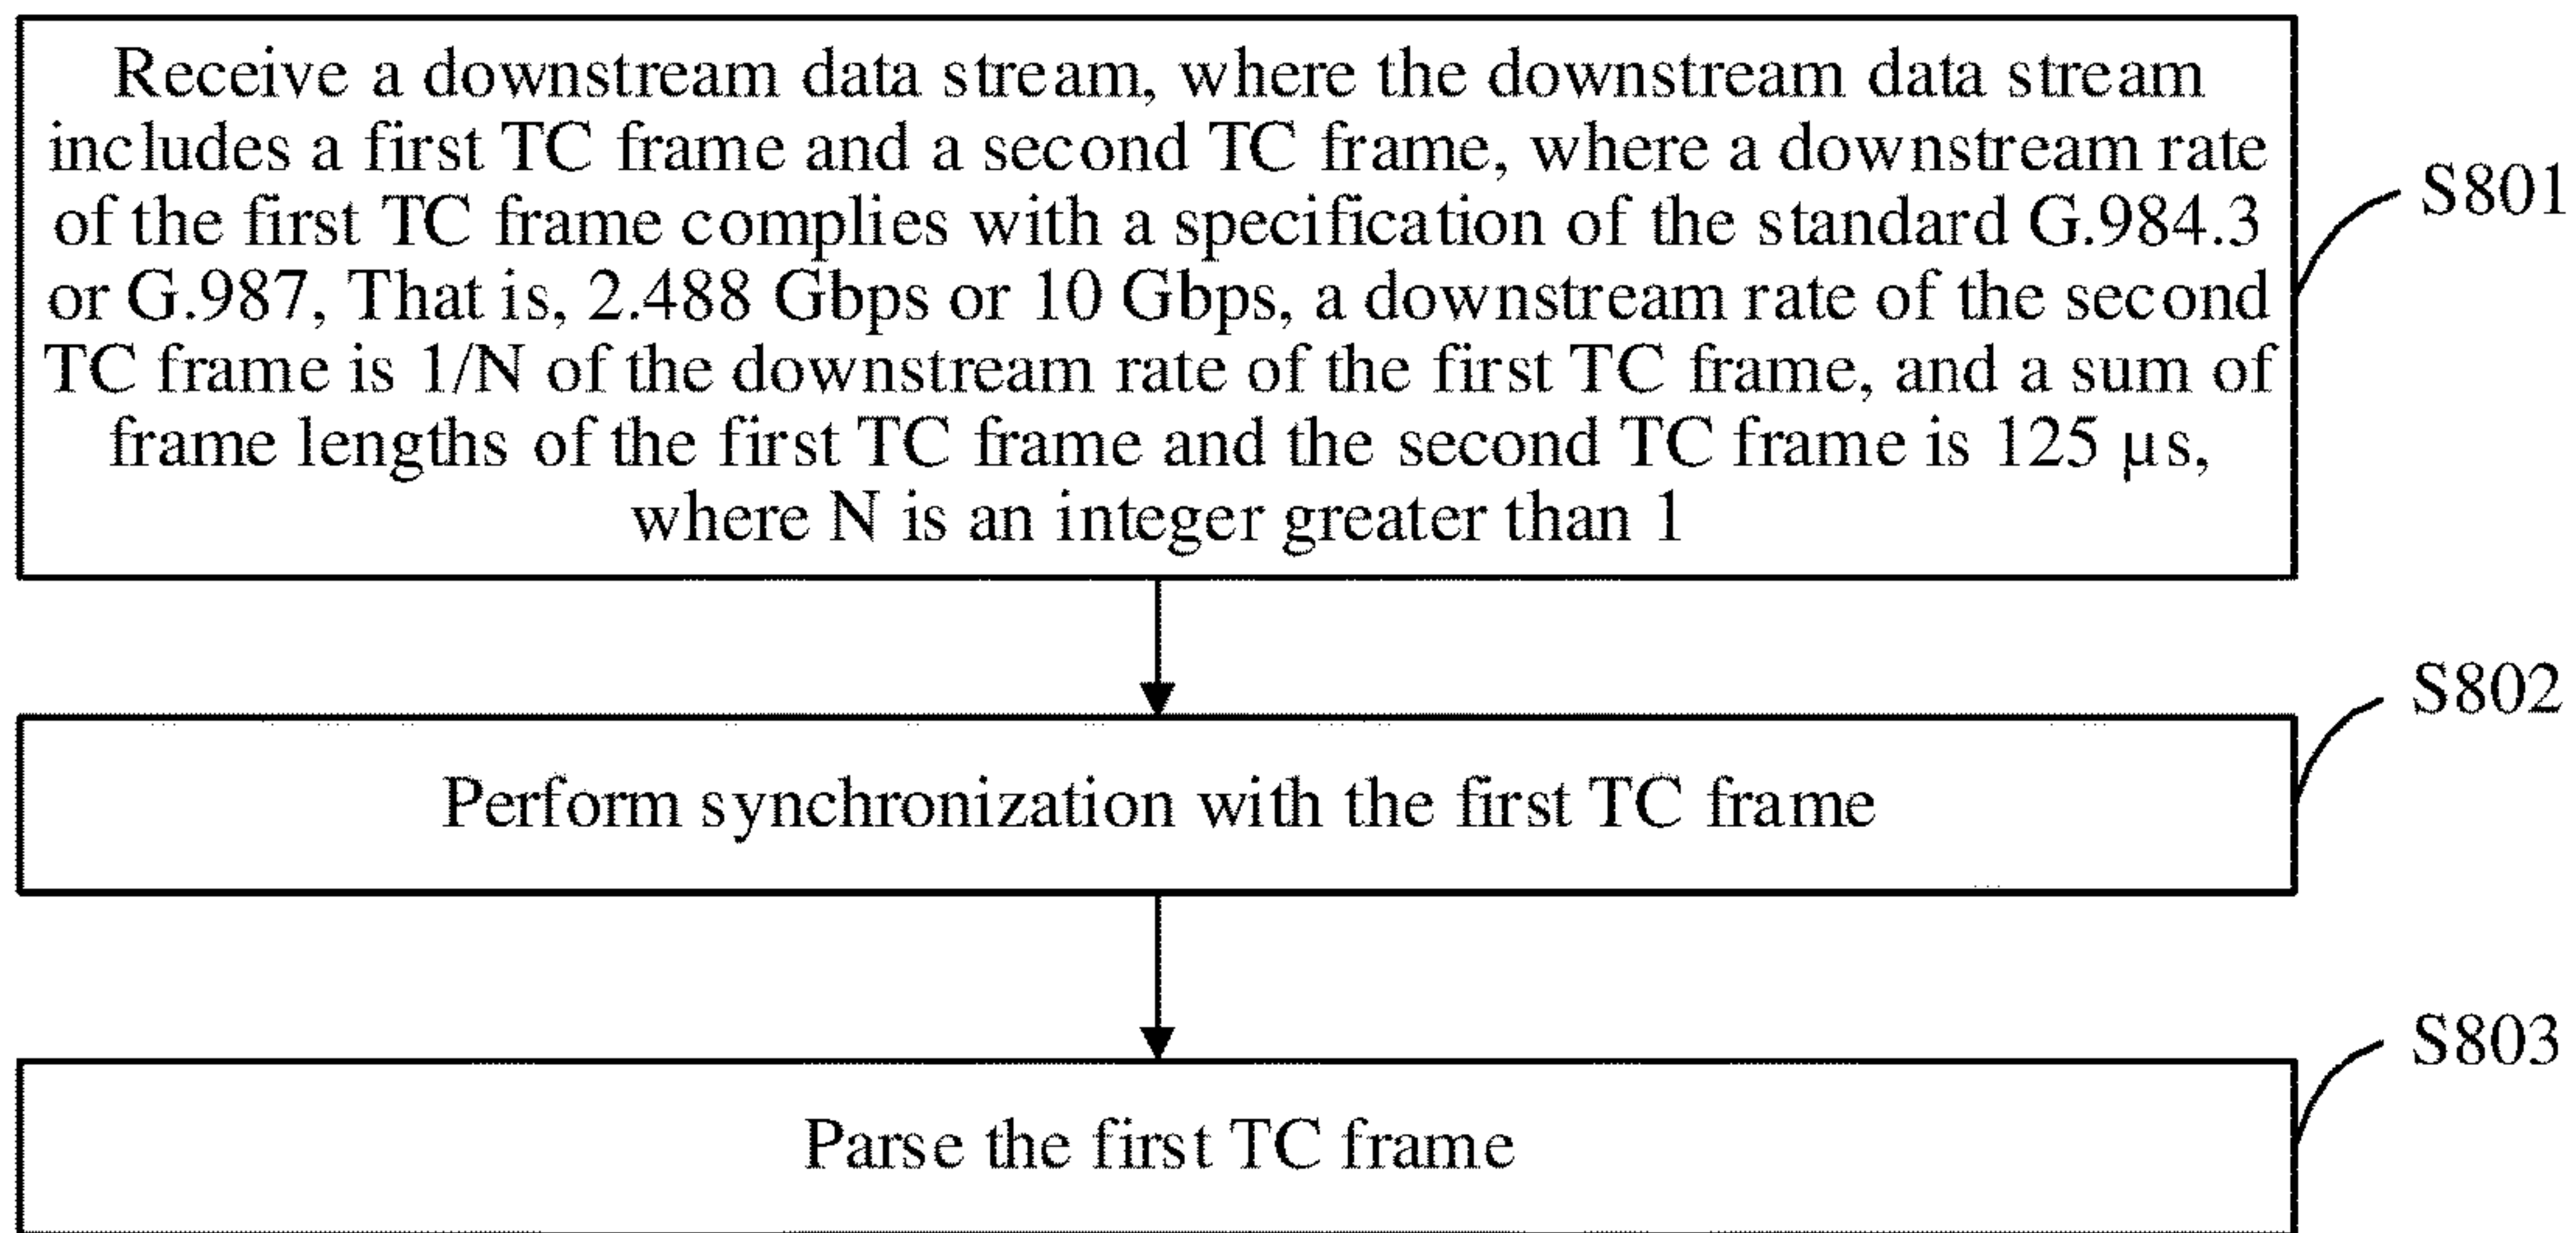 Receive a downstream data stream, where the downstream data stream
includes a first TC frame and a second TC frame, where a downstream rate
of the first TC frame complies with a specification of the standard G.984.3
or G.987, That is, 2.488 Gbps or 10 Gbps, a downstream rate of the second
TC frame is 1/N of the downstream rate of the first TC frame, and a sum of
frame lengths of the first TC frame and the second TC frame is 125 μs,
where N is an integer greater than 1
S801
Perform synchronization with the first TC frame
S802
Parse the first TC frame
S803